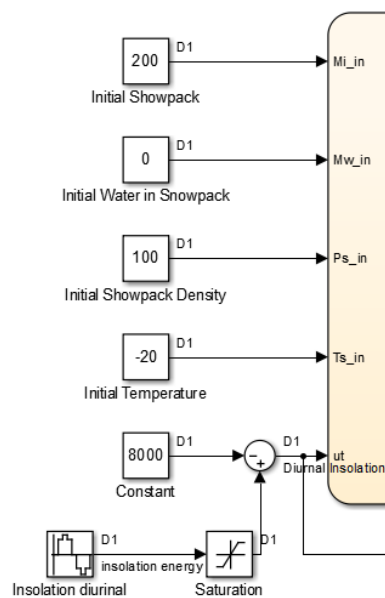 D1
200
Mi_in
Initial Showpack
D1
0
Mw_in
Initial Water in Snowpack
D1
100
Ps_in
Initial Showpack Density
D1
-20
Ts_in
Initial Temperature
D1
D1
8000
-
+
ut
Diurnal Insolation
Constant
D1
D1
insolation energy
Insolation diurinal
Saturation